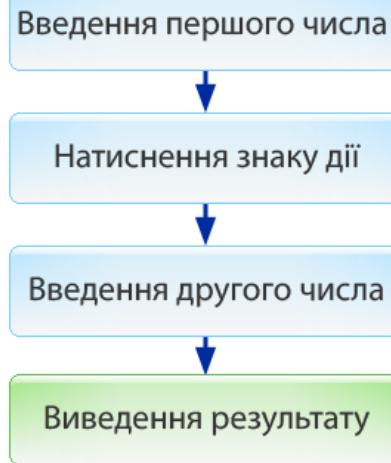 Введення першого числа
Натиснення знаку дії
Введення другого числа
Виведення результату